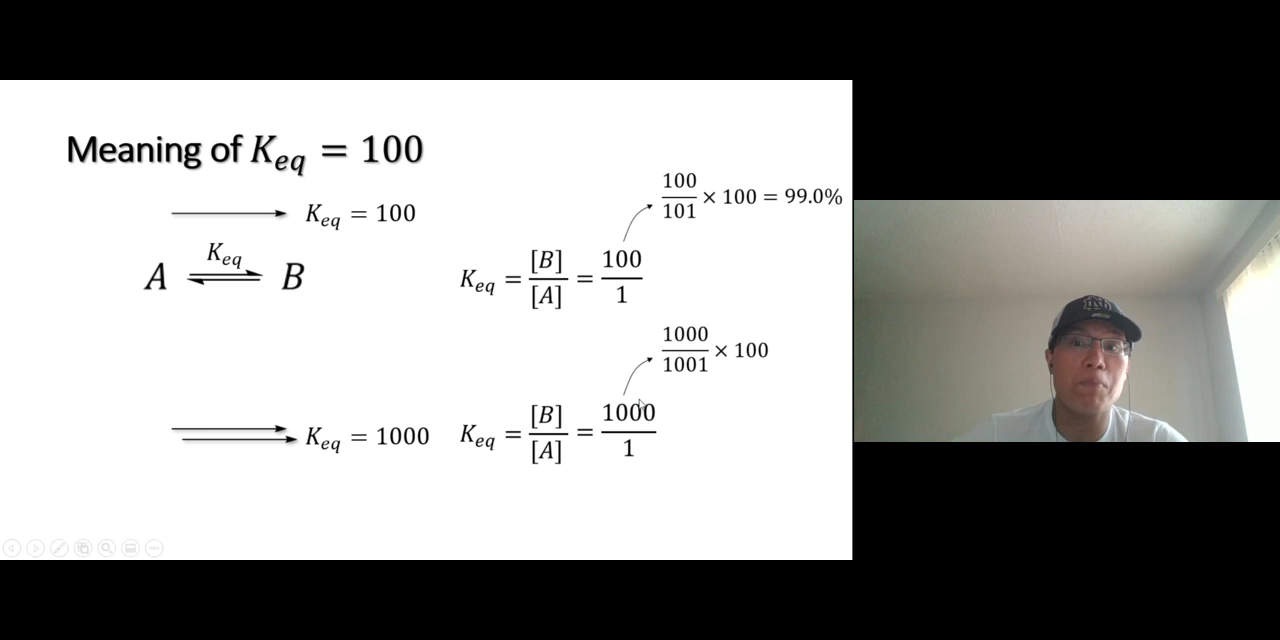 Meaning of K_eq = 100
K_eq = 100
100/101 × 100 = 99.0%
A ⇌ B
K_eq
K_eq = [B]/[A] = 100/1
1000/1001 × 100
K_eq = 1000
K_eq = [B]/[A] = 1000/1